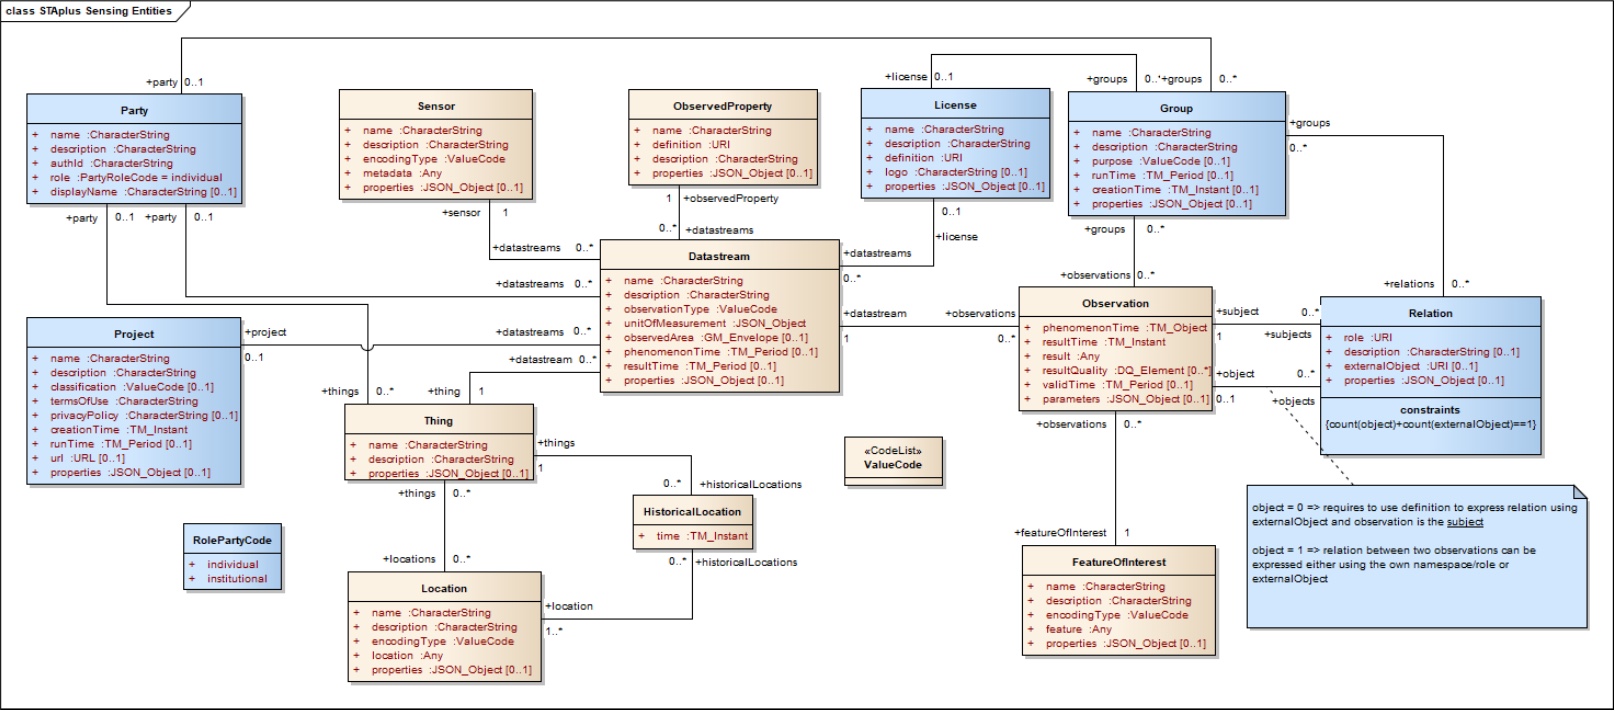 class STAplus Sensing Entities
+party 0..1
+license 0..1
+groups 0..*
+groups 0..*
Party
+ name :CharacterString
+ description :CharacterString
+ authId :CharacterString
+ role :PartyRoleCode = individual
+ displayName :CharacterString [0..1]
Sensor
+ name :CharacterString
+ description :CharacterString
+ encodingType :ValueCode
+ metadata :Any
+ properties :JSON_Object [0..1]
ObservedProperty
+ name :CharacterString
+ definition :URI
+ description :CharacterString
+ properties :JSON_Object [0..1]
License
+ name :CharacterString
+ description :CharacterString
+ definition :URI
+ logo :CharacterString [0..1]
+ properties :JSON_Object [0..1]
Group
+ name :CharacterString
+ description :CharacterString
+ purpose :ValueCode [0..1]
+ runTime :TM_Period [0..1]
+ creationTime :TM_Instant [0..1]
+ properties :JSON_Object [0..1]
+groups
0..*
+party 0..1
+party 0..1
+sensor 1
1 +observedProperty
0..1
+license
+groups 0..*
+datastreams 0..*
0..* +datastreams
+datastreams
0..*
+datastreams 0..*
+observations 0..*
+relations 0..*
Datastream
+ name :CharacterString
+ description :CharacterString
+ observationType :ValueCode
+ unitOfMeasurement :JSON_Object
+ observedArea :GM_Envelope [0..1]
+ phenomenonTime :TM_Period [0..1]
+ resultTime :TM_Period [0..1]
+ properties :JSON_Object [0..1]
+datastream
1
+observations
0..*
Observation
+ phenomenonTime :TM_Object
+ resultTime :TM_Instant
+ result :Any
+ resultQuality :DQ_Element [0..*]
+ validTime :TM_Period [0..1]
+ parameters :JSON_Object [0..1]
+subject
1
0..*
+subjects
+object
0..1
0..*
+objects
Relation
+ role :URI
+ description :CharacterString [0..1]
+ externalObject :URI [0..1]
+ properties :JSON_Object [0..1]
constraints
{count(object)+count(externalObject)==1}
Project
+ name :CharacterString
+ description :CharacterString
+ classification :ValueCode [0..1]
+ termsOfUse :CharacterString
+ privacyPolicy :CharacterString [0..1]
+ creationTime :TM_Instant
+ runTime :TM_Period [0..1]
+ url :URL [0..1]
+ properties :JSON_Object [0..1]
+project
0..1
+datastreams 0..*
+datastream 0..*
+things 0..*
+thing 1
Thing
+ name :CharacterString
+ description :CharacterString
+ properties :JSON_Object [0..1]
+things
1
+things 0..*
0..* +historicalLocations
HistoricalLocation
+ time :TM_Instant
0..* +historicalLocations
«CodeList»
ValueCode
+observations 0..*
object = 0 => requires to use definition to express relation using
externalObject and observation is the subject
object = 1 => relation between two observations can be
expressed either using the own namespace/role or
externalObject
RolePartyCode
+ individual
+ institutional
+locations 0..*
Location
+ name :CharacterString
+ description :CharacterString
+ encodingType :ValueCode
+ location :Any
+ properties :JSON_Object [0..1]
+location
1..*
+featureOfInterest 1
FeatureOfInterest
+ name :CharacterString
+ description :CharacterString
+ encodingType :ValueCode
+ feature :Any
+ properties :JSON_Object [0..1]